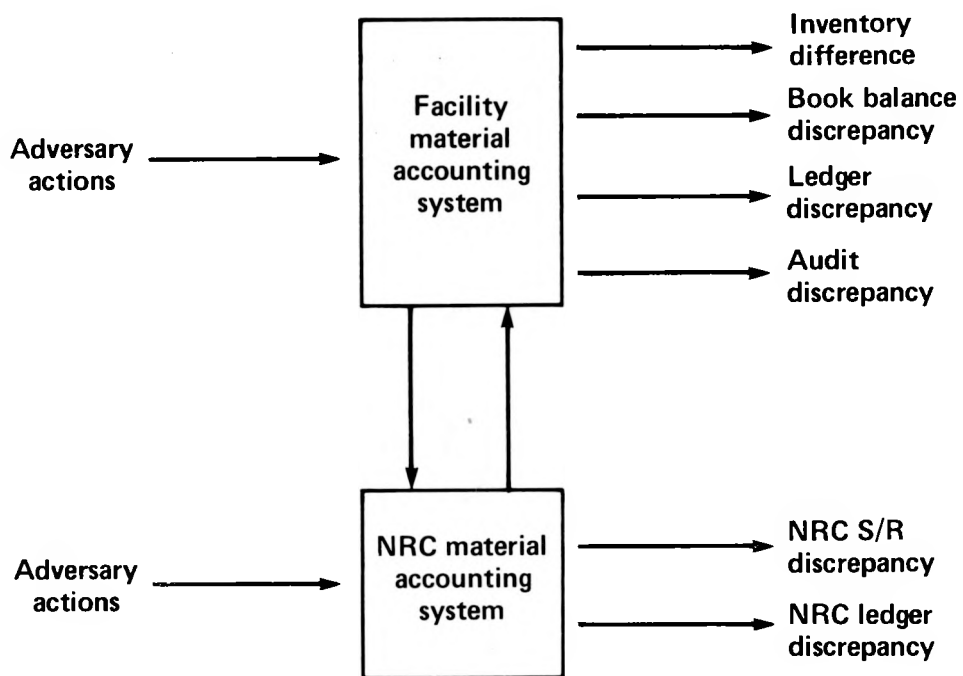 Adversary
actions
Facility
material
accounting
system
Inventory
difference
Book balance
discrepancy
Ledger
discrepancy
Audit
discrepancy
Adversary
actions
NRC material
accounting
system
NRC S/R
discrepancy
NRC ledger
discrepancy